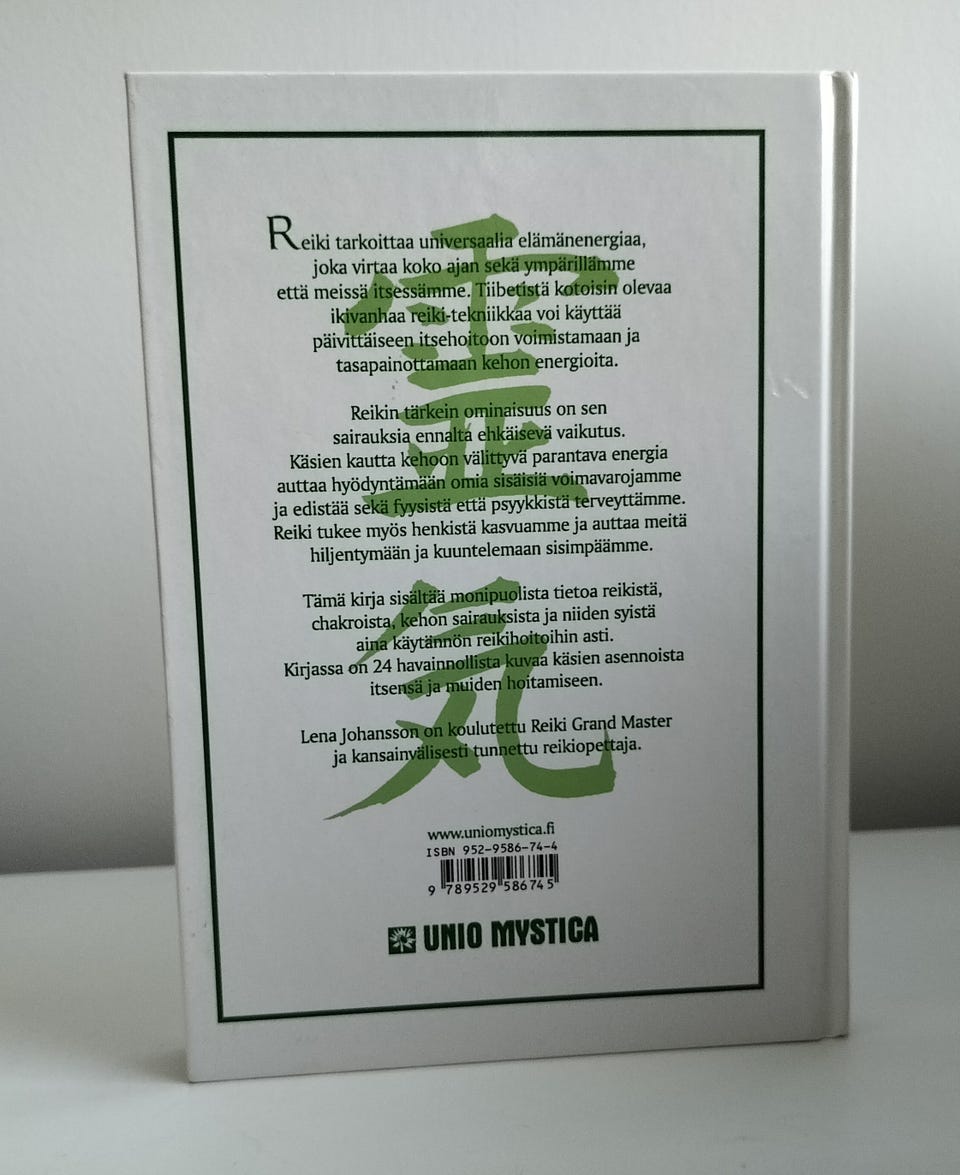 Reiki tarkoittaa universaalia elämänenergiaa,
joka virtaa koko ajan sekä ympärillämme
että meissä itsessämme. Tiibetistä kotoisin olevaa
ikivanhaa reiki-tekniikkaa voi käyttää
päivittäiseen itsehoitoon voimistamaan ja
tasapainottamaan kehon energioita.
Reikin tärkein ominaisuus on sen
sairauksia ennalta ehkäisevä vaikutus.
Käsien kautta kehoon välittyvä parantava energia
auttaa hyödyntämään omia sisäisiä voimavarojamme
ja edistää sekä fyysistä että psyykkistä terveyttämme.
Reiki tukee myös henkistä kasvuamme ja auttaa meitä
hiljentymään ja kuuntelemaan sisimpäämme.
Tämä kirja sisältää monipuolista tietoa reikistä,
chakroista, kehon sairauksista ja niiden syistä
aina käytännön reikihoitoihin asti.
Kirjassa on 24 havainnollista kuvaa käsien asennoista
itsensä ja muiden hoitamiseen.
Lena Johansson on koulutettu Reiki Grand Master
ja kansainvälisesti tunnettu reikiopettaja.
靈
気
www.uniomystica.fi
ISBN 952-9586-74-4
9 789529 586745
UNIO MYSTICA